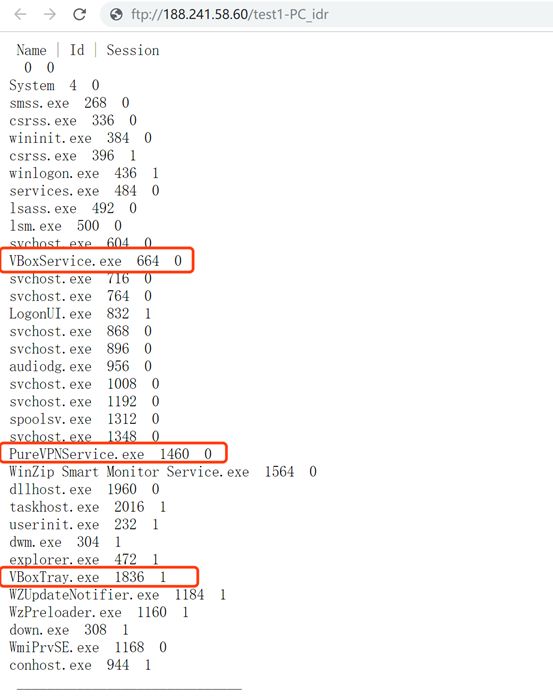 ftp://188.241.58.60/test1-PC_idr
Name | Id | Session
0 0
System 4 0
smss.exe 268 0
csrss.exe 336 0
wininit.exe 384 0
csrss.exe 396 1
winlogon.exe 436 1
services.exe 484 0
lsass.exe 492 0
lsm.exe 500 0
svchost.exe 604 0
VBoxService.exe 664 0
svchost.exe 716 0
svchost.exe 764 0
LogonUI.exe 832 1
svchost.exe 868 0
svchost.exe 896 0
audiodg.exe 956 0
svchost.exe 1008 0
svchost.exe 1192 0
spoolsv.exe 1312 0
svchost.exe 1348 0
PureVPNService.exe 1460 0
WinZip Smart Monitor Service.exe 1564 0
dllhost.exe 1960 0
taskhost.exe 2016 1
userinit.exe 232 1
dwm.exe 304 1
explorer.exe 472 1
VBoxTray.exe 1836 1
WZUpdateNotifier.exe 1184 1
WzPreloader.exe 1160 1
down.exe 308 1
WmiPrvSE.exe 1168 0
conhost.exe 944 1